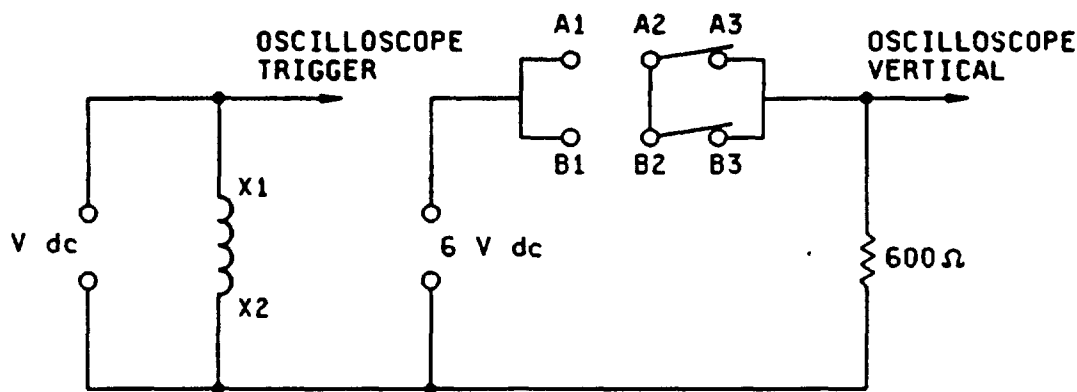 A1
A2
A3
OSCILLOSCOPE
TRIGGER
OSCILLOSCOPE
VERTICAL
B1
B2
B3
X1
V dc
6 V dc
600Ω
X2